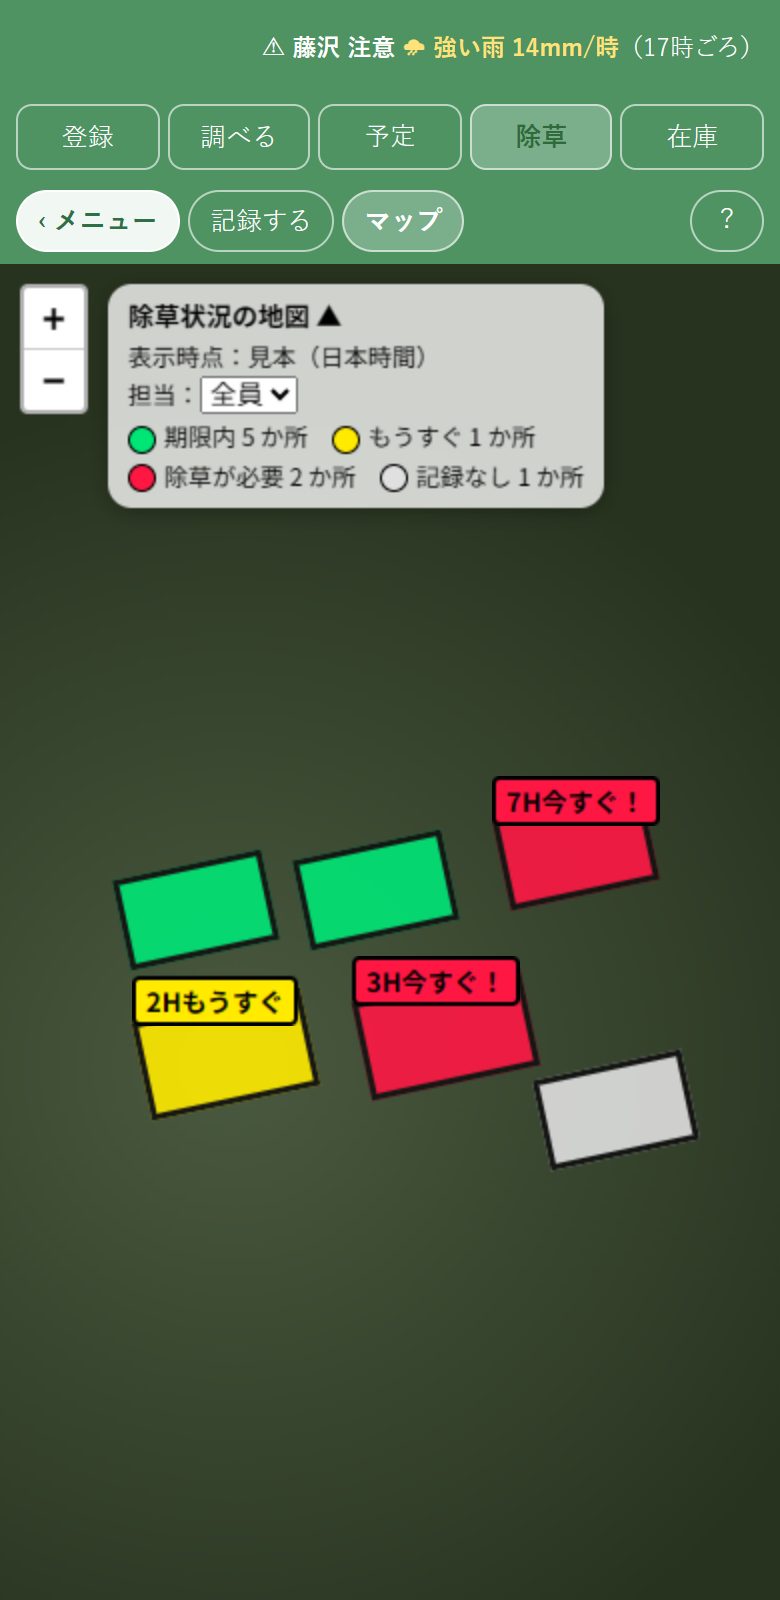 ⚠ 藤沢 注意 🌧 強い雨 14mm/時（17時ごろ）
登録 調べる 予定 除草 在庫
‹ メニュー 記録する マップ ?
+
−
除草状況の地図 ▲
表示時点：見本（日本時間）
担当：全員
期限内 5 か所 もうすぐ 1 か所
除草が必要 2 か所 記録なし 1 か所
7H今すぐ！
3H今すぐ！
2Hもうすぐ